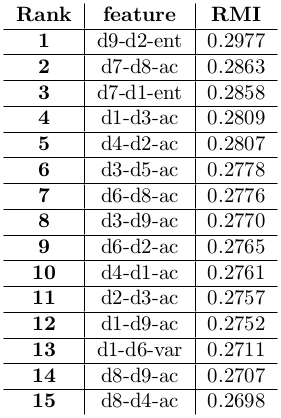 Rank feature RMI
1 d9-d2-ent 0.2977
2 d7-d8-ac 0.2863
3 d7-d1-ent 0.2858
4 d1-d3-ac 0.2809
5 d4-d2-ac 0.2807
6 d3-d5-ac 0.2778
7 d6-d8-ac 0.2776
8 d3-d9-ac 0.2770
9 d6-d2-ac 0.2765
10 d4-d1-ac 0.2761
11 d2-d3-ac 0.2757
12 d1-d9-ac 0.2752
13 d1-d6-var 0.2711
14 d8-d9-ac 0.2707
15 d8-d4-ac 0.2698